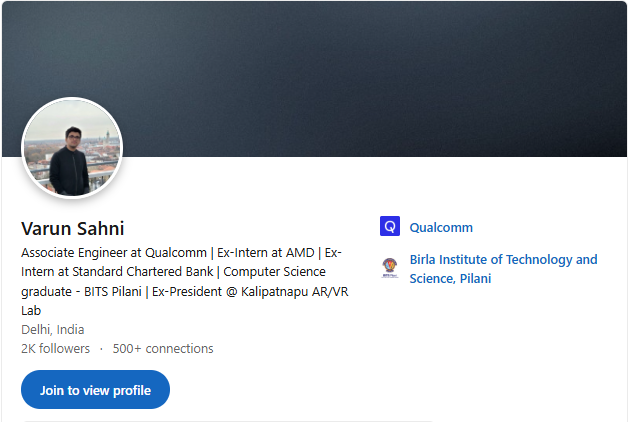 Varun Sahni
Associate Engineer at Qualcomm | Ex-Intern at AMD | Ex-
Intern at Standard Chartered Bank | Computer Science
graduate - BITS Pilani | Ex-President @ Kalipatnapu AR/VR
Lab
Delhi, India
2K followers · 500+ connections
Join to view profile
Qualcomm
Birla Institute of Technology and
Science, Pilani